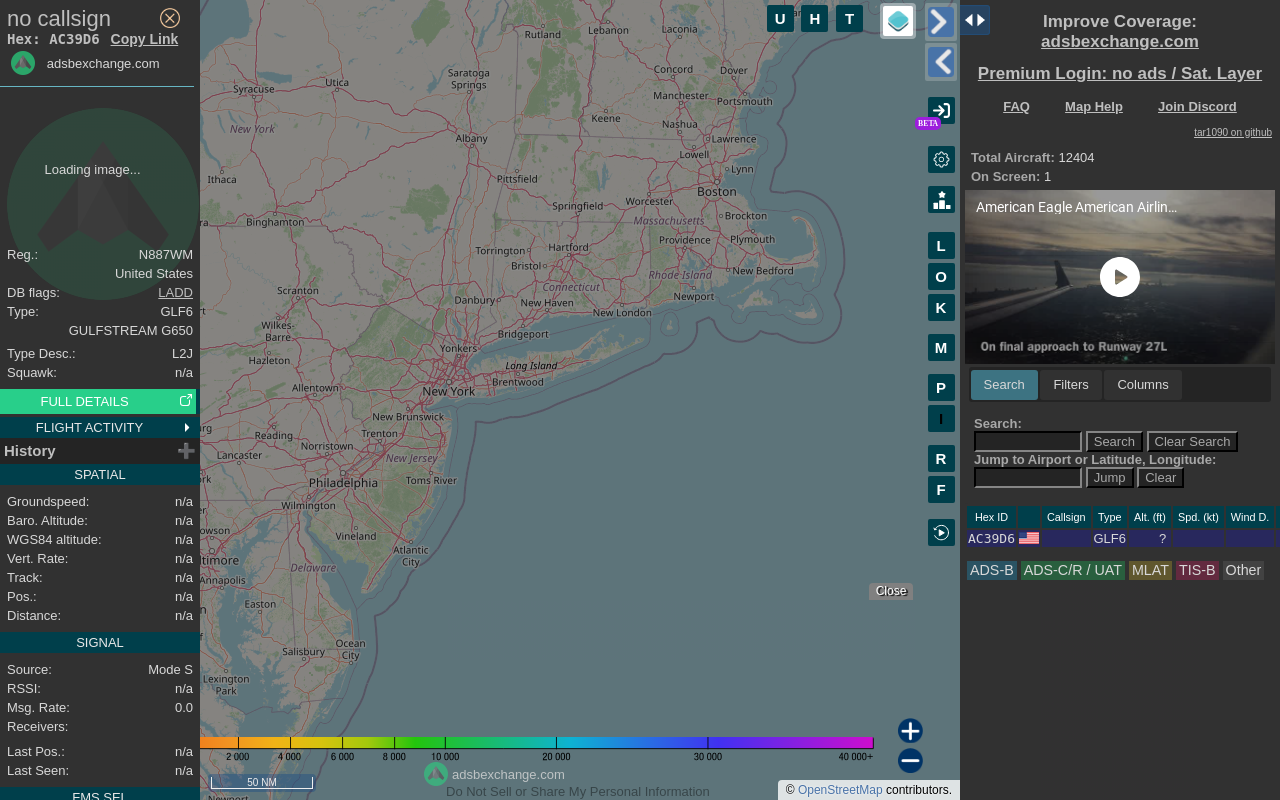 no callsign
Hex: AC39D6 Copy Link
adsbexchange.com
Loading image...
Reg.: N887WM
United States
DB flags: LADD
Type: GLF6
GULFSTREAM G650
Type Desc.: L2J
Squawk: n/a
FULL DETAILS
FLIGHT ACTIVITY
History
SPATIAL
Groundspeed: n/a
Baro. Altitude: n/a
WGS84 altitude: n/a
Vert. Rate: n/a
Track: n/a
Pos.: n/a
Distance: n/a
SIGNAL
Source: Mode S
RSSI: n/a
Msg. Rate: 0.0
Receivers:
Last Pos.: n/a
Last Seen: n/a
FMS SEL
Rutland
Lebanon
Laconia
Utica
Syracuse
Saratoga
Springs
Concord
Dover
Manchester
Portsmouth
New York
Albany
Keene
Nashua
Lawrence
Lowell
Lynn
Ithaca
Pittsfield
Boston
Springfield
Worcester
Massachusetts
Brockton
Binghamton
Torrington
Hartford
Providence
Plymouth
Bristol
Rhode Island
New Bedford
Connecticut
Scranton
Danbury
New Haven
New London
Newport
Wilkes-
Barre
Bridgeport
Hazleton
Yonkers
Long Island
Brentwood
Allentown
New York
New Brunswick
Reading
Trenton
Norristown
Lancaster
New Jersey
Philadelphia
Toms River
Wilmington
Vineland
Atlantic
City
Annapolis
Delaware
Easton
Ocean
City
Salisbury
Lexington
Park
U H T
BETA
L
O
K
M
P
I
R
F
Close
2 000 4 000 6 000 8 000 10 000 20 000 30 000 40 000+
50 NM
adsbexchange.com
Do Not Sell or Share My Personal Information
© OpenStreetMap contributors.
Improve Coverage:
adsbexchange.com
Premium Login: no ads / Sat. Layer
FAQ Map Help Join Discord
tar1090 on github
Total Aircraft: 12404
On Screen: 1
American Eagle American Airlin...
On final approach to Runway 27L
Search Filters Columns
Search:
Search Clear Search
Jump to Airport or Latitude, Longitude:
Jump Clear
Hex ID Callsign Type Alt. (ft) Spd. (kt) Wind D.
AC39D6 GLF6 ?
ADS-B ADS-C/R / UAT MLAT TIS-B Other